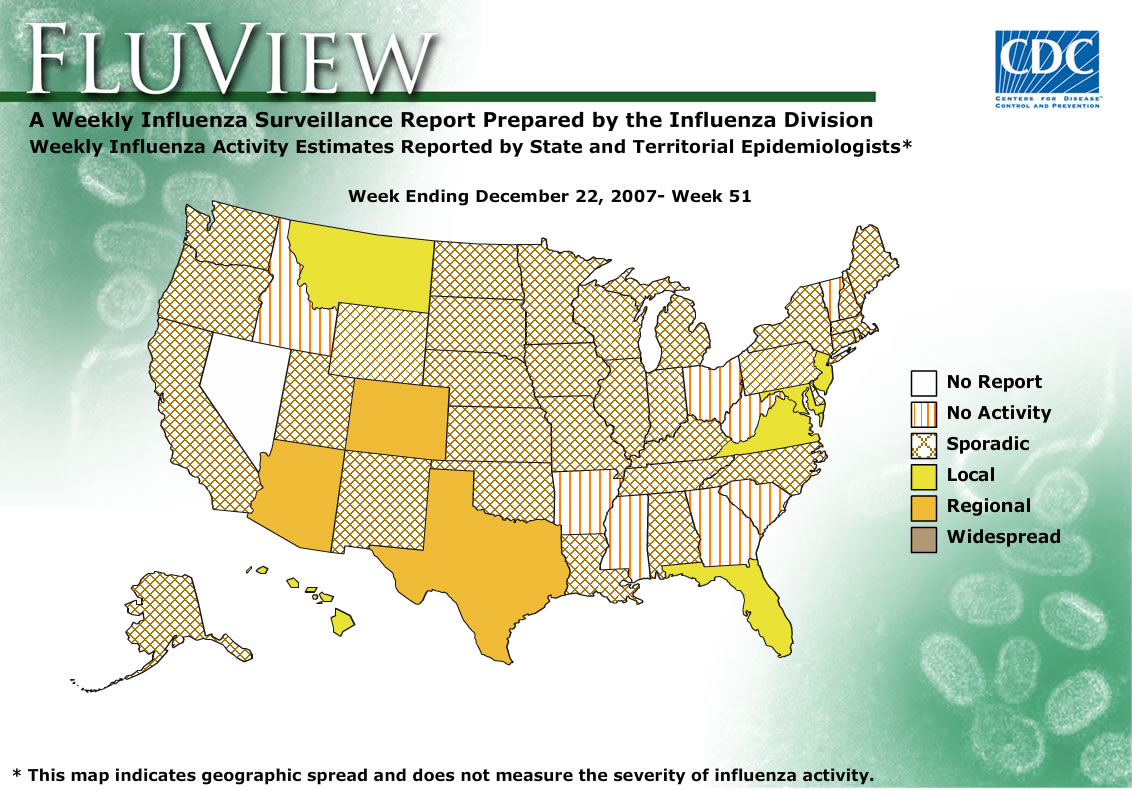 FLUVIEW
CDC
CENTERS FOR DISEASE™
CONTROL AND PREVENTION
A Weekly Influenza Surveillance Report Prepared by the Influenza Division
Weekly Influenza Activity Estimates Reported by State and Territorial Epidemiologists*
Week Ending December 22, 2007- Week 51
No Report
No Activity
Sporadic
Local
Regional
Widespread
* This map indicates geographic spread and does not measure the severity of influenza activity.